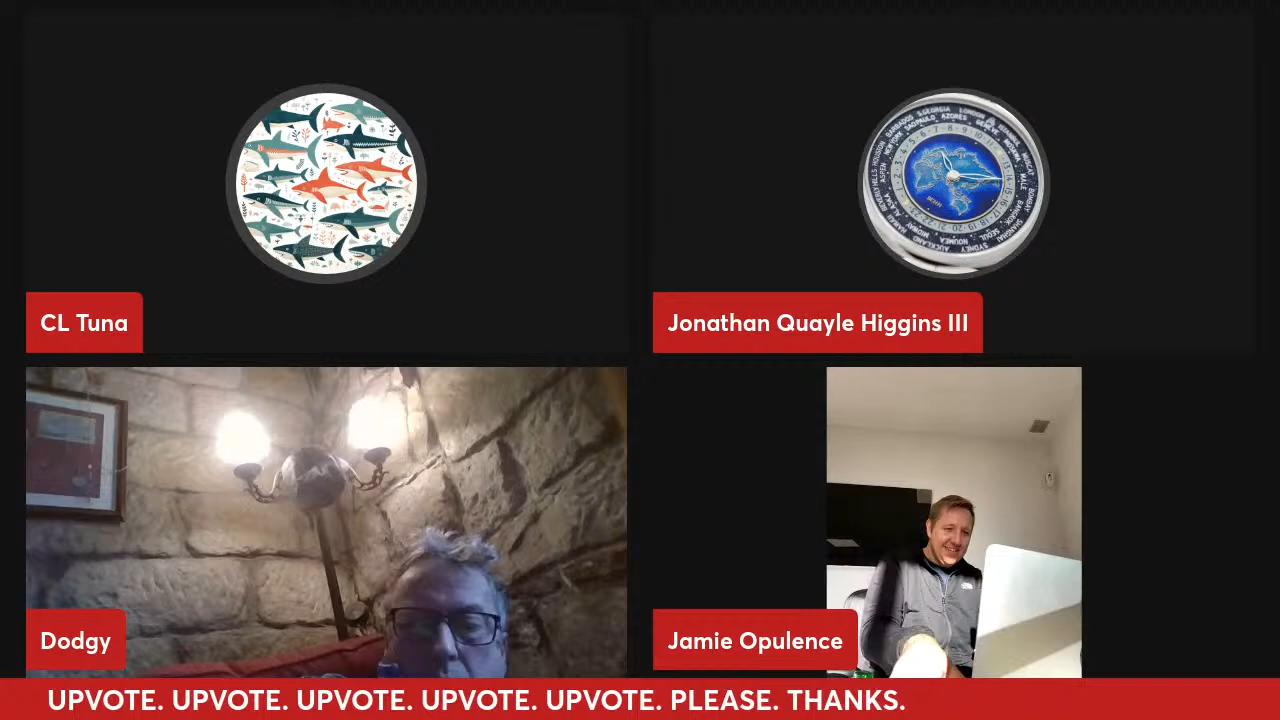 CL Tuna
Jonathan Quayle Higgins III
Dodgy
Jamie Opulence
UPVOTE. UPVOTE. UPVOTE. UPVOTE. UPVOTE. PLEASE. THANKS.